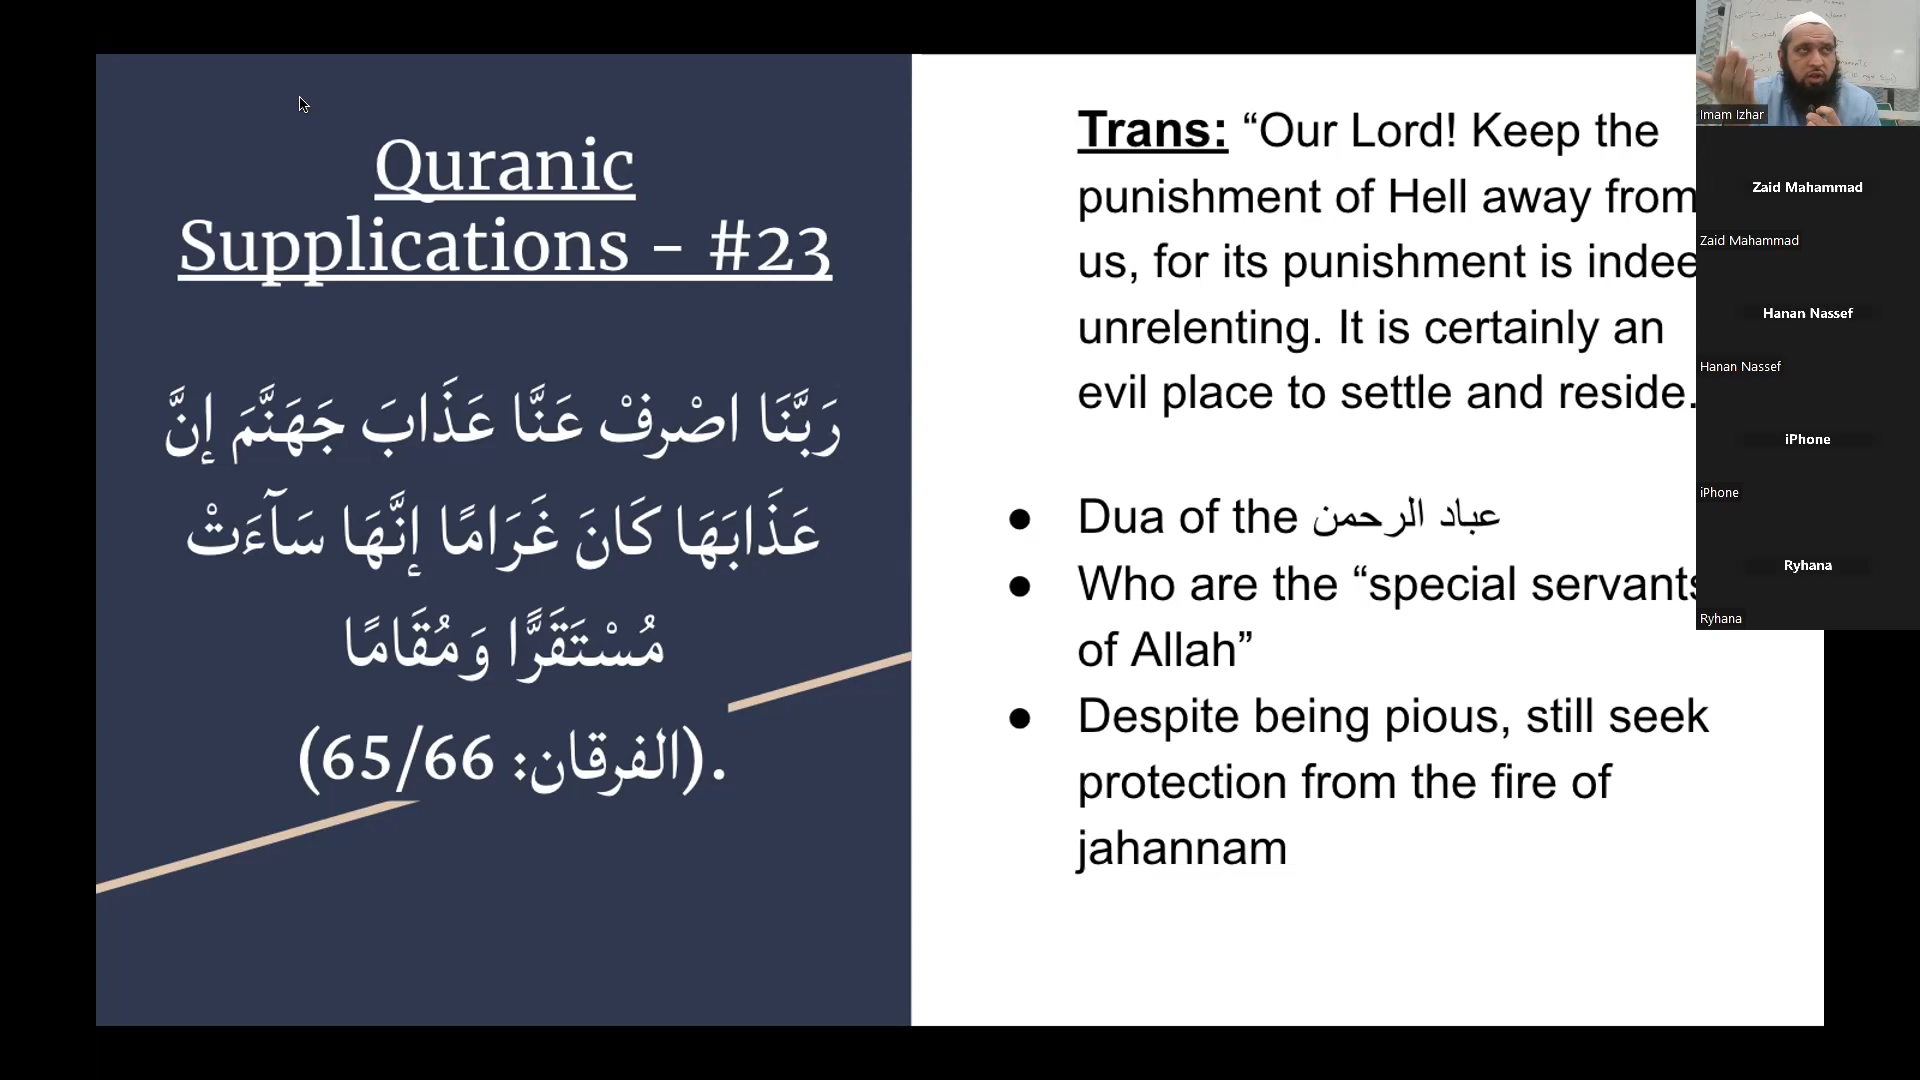 Quranic
Supplications - #23
رَبَّنَا اصْرِفْ عَنَّا عَذَابَ جَهَنَّمَ إِنَّ
عَذَابَهَا كَانَ غَرَامًا إِنَّهَا سَآءَتْ
مُسْتَقَرًّا وَمُقَامًا
(الفرقان: 65/66).
Trans: “Our Lord! Keep the
punishment of Hell away from
us, for its punishment is indee
unrelenting. It is certainly an
evil place to settle and reside.
● Dua of the عباد الرحمن
● Who are the “special servants
of Allah”
● Despite being pious, still seek
protection from the fire of
jahannam
Imam Izhar
Zaid Mahammad
Zaid Mahammad
Hanan Nassef
Hanan Nassef
iPhone
iPhone
Ryhana
Ryhana